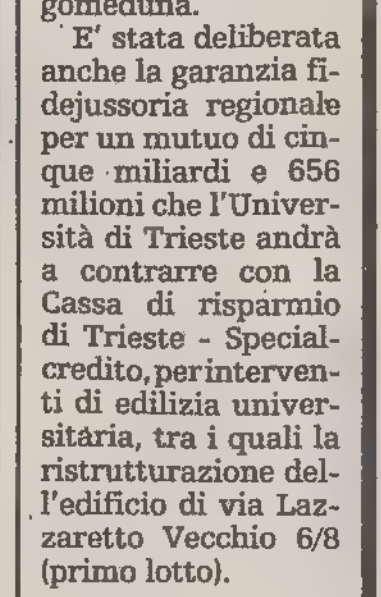 gomeduna.
E' stata deliberata
anche la garanzia fi-
dejussoria regionale
per un mutuo di cin-
que miliardi e 656
milioni che l'Univer-
sità di Trieste andrà
a contrarre con la
Cassa di risparmio
di Trieste - Special-
credito, per interven-
ti di edilizia univer-
sitaria, tra i quali la
ristrutturazione del-
l'edificio di via Laz-
zaretto Vecchio 6/8
(primo lotto).